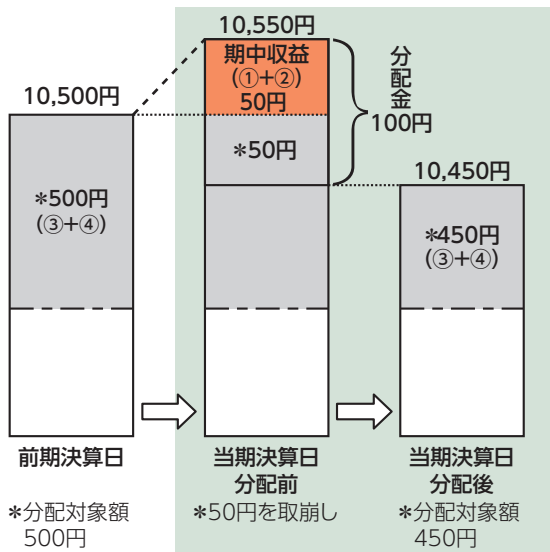 10,550円
期中収益
(①+②)
50円
分配金
100円
10,500円
*50円
10,450円
*500円
(③+④)
*450円
(③+④)
前期決算日
当期決算日
分配前
当期決算日
分配後
*分配対象額
500円
*50円を取崩し
*分配対象額
450円